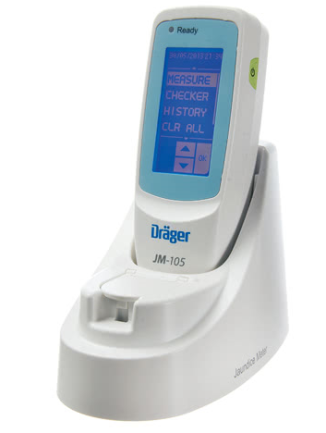 Ready
MEASURE
CHECKER
HISTORY
CLR ALL
OK
Dräger
JM-105
Jaundice Meter